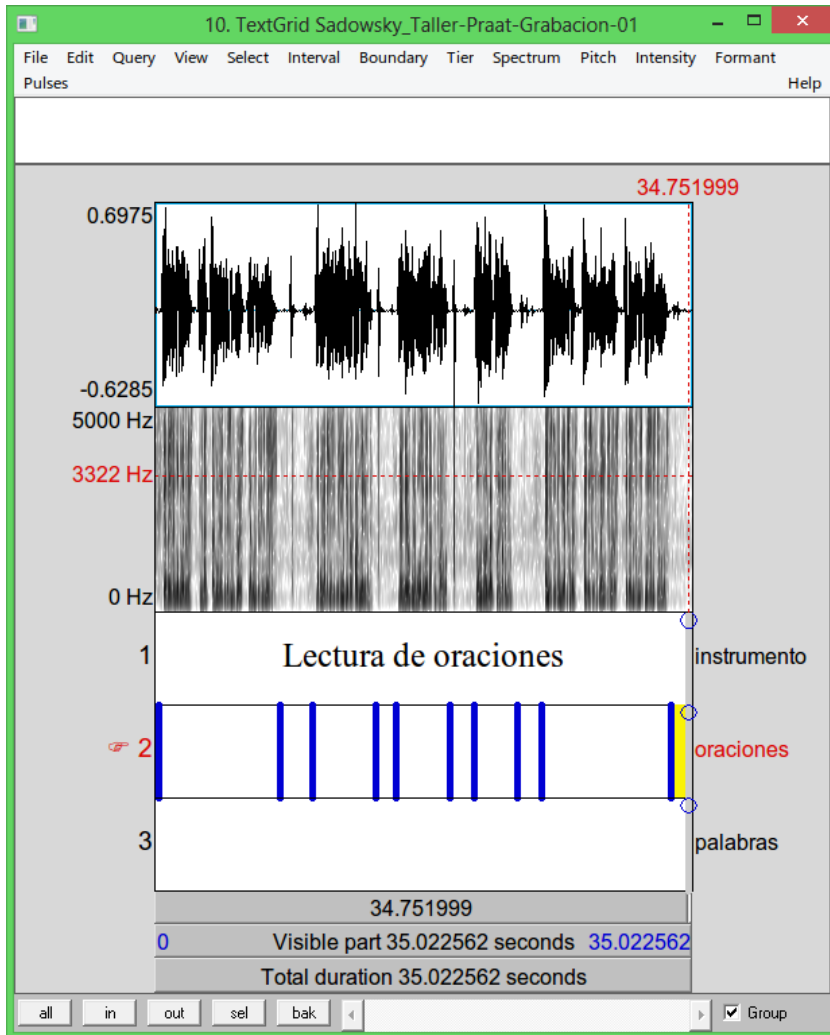 10. TextGrid Sadowsky_Taller-Praat-Grabacion-01
File Edit Query View Select Interval Boundary Tier Spectrum Pitch Intensity Formant
Pulses Help
34.751999
0.6975
-0.6285
5000 Hz
3322 Hz
0 Hz
1 Lectura de oraciones instrumento
☞ 2 oraciones
3 palabras
34.751999
0 Visible part 35.022562 seconds 35.022562
Total duration 35.022562 seconds
all in out sel bak Group